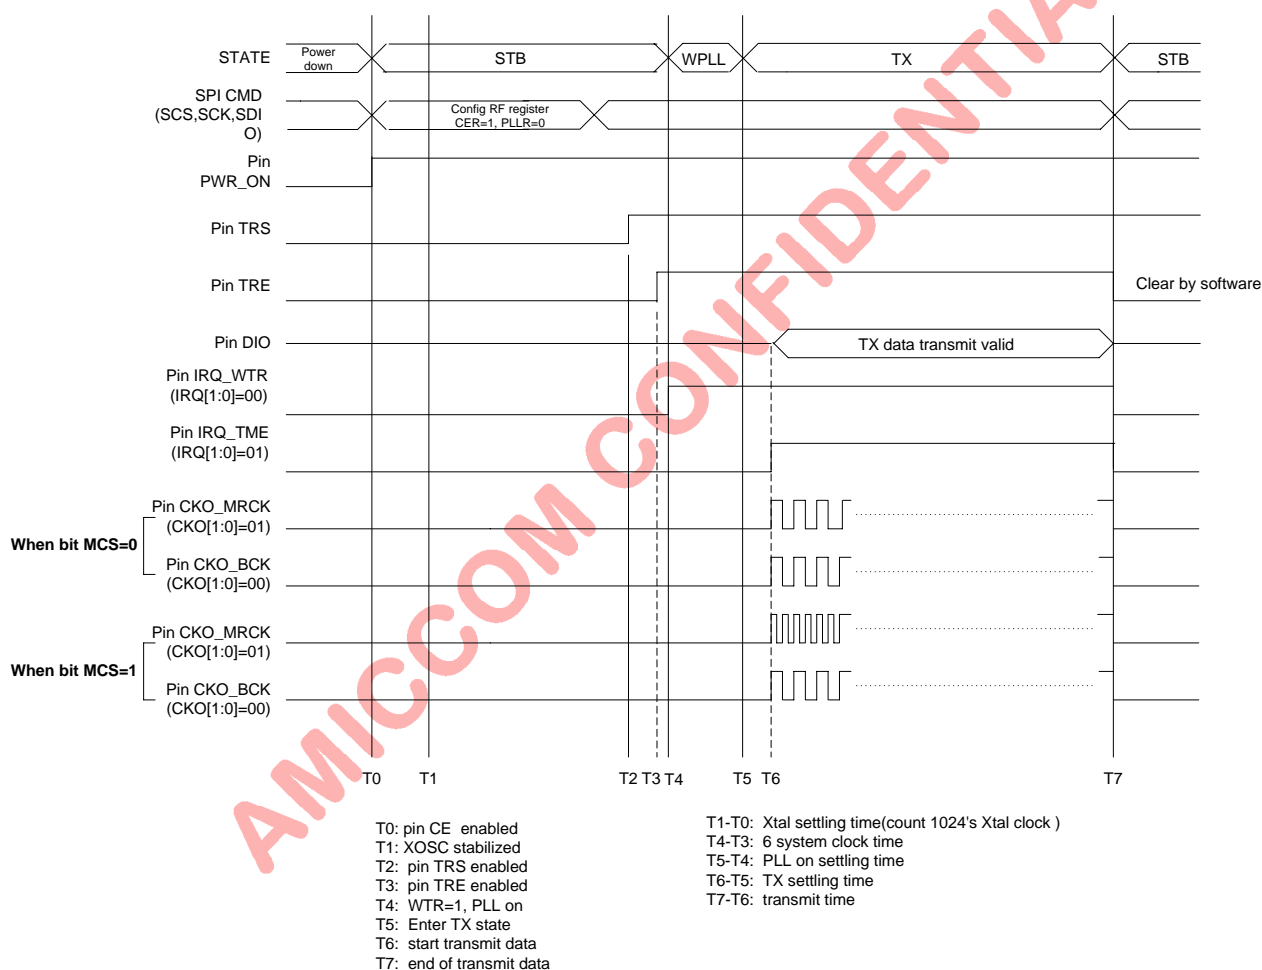 STATE
Power
down
STB
WPLL
TX
STB
SPI CMD
(SCS,SCK,SDI
O)
Config RF register
CER=1, PLLR=0
Pin
PWR_ON
Pin TRS
Pin TRE
Clear by software
Pin DIO
TX data transmit valid
Pin IRQ_WTR
(IRQ[1:0]=00)
Pin IRQ_TME
(IRQ[1:0]=01)
When bit MCS=0
Pin CKO_MRCK
(CKO[1:0]=01)
Pin CKO_BCK
(CKO[1:0]=00)
When bit MCS=1
Pin CKO_MRCK
(CKO[1:0]=01)
Pin CKO_BCK
(CKO[1:0]=00)
T0 T1 T2 T3 T4 T5 T6 T7
T0: pin CE enabled
T1: XOSC stabilized
T2: pin TRS enabled
T3: pin TRE enabled
T4: WTR=1, PLL on
T5: Enter TX state
T6: start transmit data
T7: end of transmit data
T1-T0: Xtal settling time(count 1024's Xtal clock )
T4-T3: 6 system clock time
T5-T4: PLL on settling time
T6-T5: TX settling time
T7-T6: transmit time
AMICCOM CONFIDENTIA